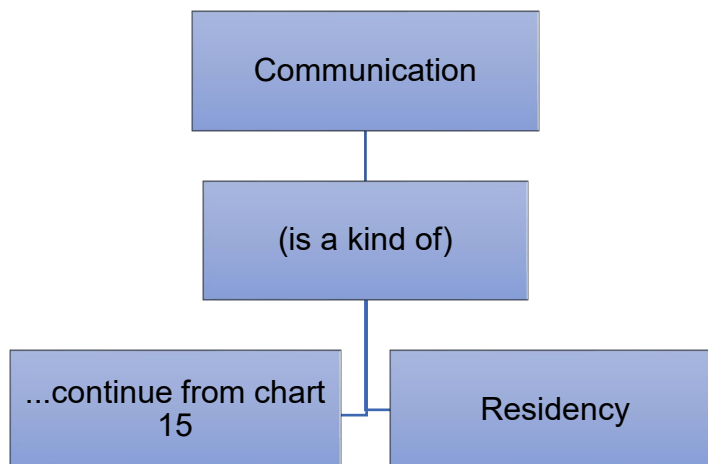 Communication
(is a kind of)
...continue from chart
15
Residency